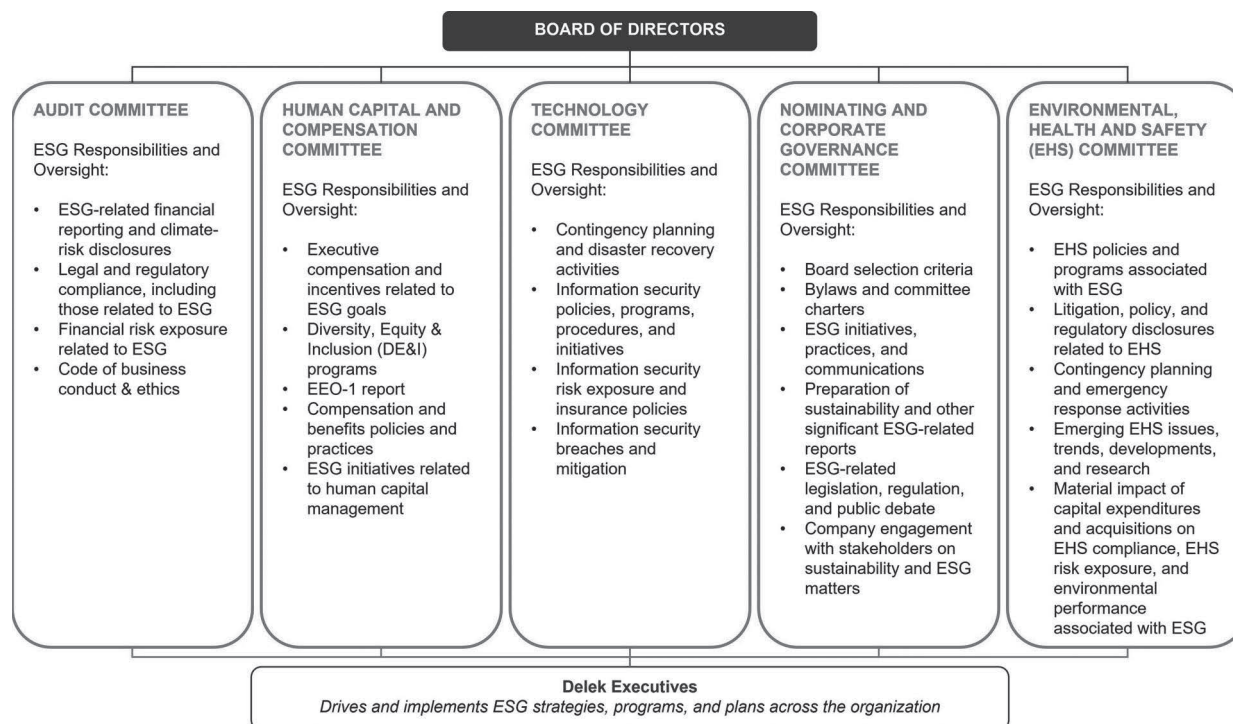 BOARD OF DIRECTORS
AUDIT COMMITTEE
ESG Responsibilities and
Oversight:
• ESG-related financial
reporting and climate-
risk disclosures
• Legal and regulatory
compliance, including
those related to ESG
• Financial risk exposure
related to ESG
• Code of business
conduct & ethics
HUMAN CAPITAL AND
COMPENSATION
COMMITTEE
ESG Responsibilities and
Oversight:
• Executive
compensation and
incentives related to
ESG goals
• Diversity, Equity &
Inclusion (DE&I)
programs
• EEO-1 report
• Compensation and
benefits policies and
practices
• ESG initiatives related
to human capital
management
TECHNOLOGY
COMMITTEE
ESG Responsibilities and
Oversight:
• Contingency planning
and disaster recovery
activities
• Information security
policies, programs,
procedures, and
initiatives
• Information security
risk exposure and
insurance policies
• Information security
breaches and
mitigation
NOMINATING AND
CORPORATE
GOVERNANCE
COMMITTEE
ESG Responsibilities and
Oversight:
• Board selection criteria
• Bylaws and committee
charters
• ESG initiatives,
practices, and
communications
• Preparation of
sustainability and other
significant ESG-related
reports
• ESG-related
legislation, regulation,
and public debate
• Company engagement
with stakeholders on
sustainability and ESG
matters
ENVIRONMENTAL,
HEALTH AND SAFETY
(EHS) COMMITTEE
ESG Responsibilities and
Oversight:
• EHS policies and
programs associated
with ESG
• Litigation, policy, and
regulatory disclosures
related to EHS
• Contingency planning
and emergency
response activities
• Emerging EHS issues,
trends, developments,
and research
• Material impact of
capital expenditures
and acquisitions on
EHS compliance, EHS
risk exposure, and
environmental
performance
associated with ESG
Delek Executives
Drives and implements ESG strategies, programs, and plans across the organization